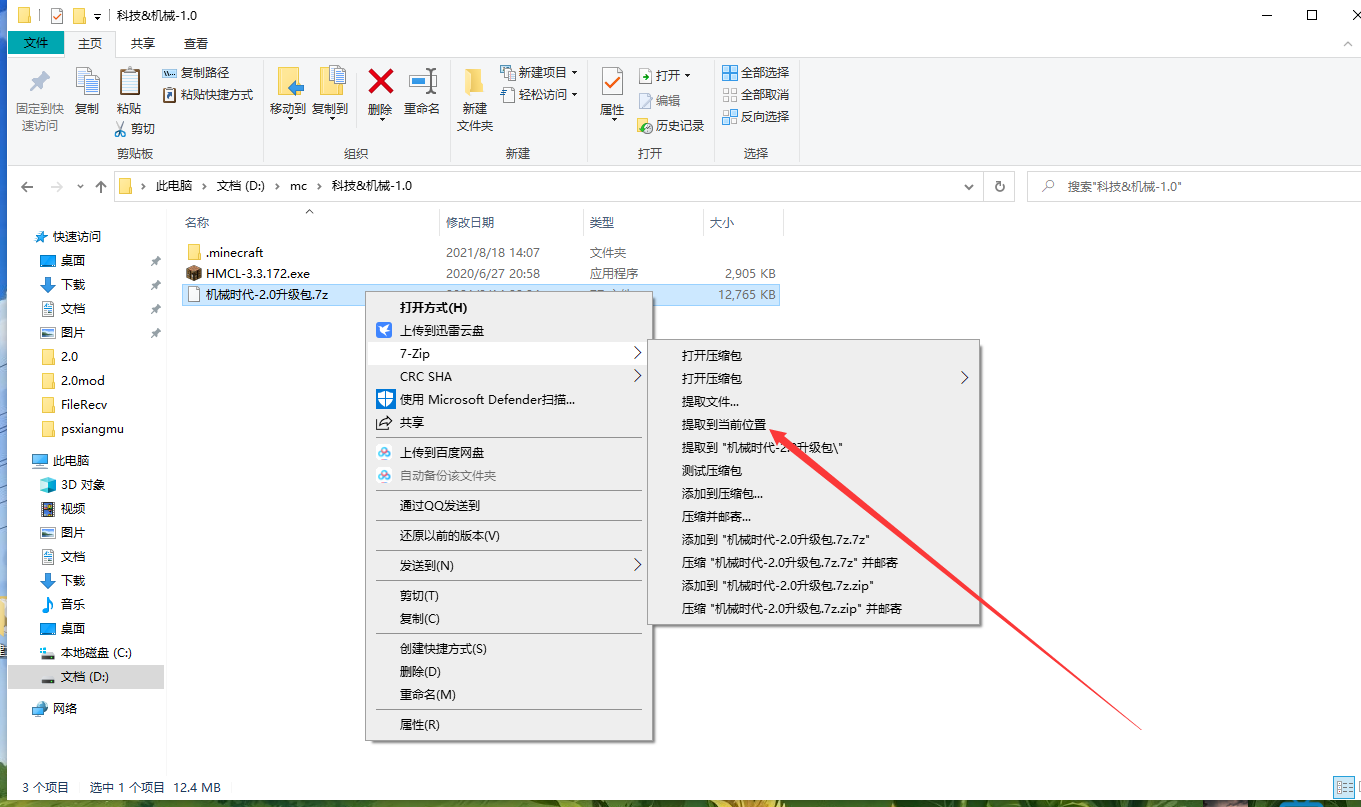 科技&机械-1.0
文件 主页 共享 查看
固定到快
速访问
复制
粘贴
复制路径
粘贴快捷方式
剪切
剪贴板
移动到
复制到
删除
重命名
组织
新建
文件夹
新建项目
轻松访问
新建
属性
打开
编辑
历史记录
打开
全部选择
全部取消
反向选择
选择
此电脑 文档 (D:) mc 科技&机械-1.0
搜索"科技&机械-1.0"
名称 修改日期 类型 大小
.minecraft 2021/8/18 14:07 文件夹
HMCL-3.3.172.exe 2020/6/27 20:58 应用程序 2,905 KB
机械时代-2.0升级包.7z 12,765 KB
快速访问
桌面
下载
文档
图片
2.0
2.0mod
FileRecv
psxiangmu
此电脑
3D 对象
视频
图片
文档
下载
音乐
桌面
本地磁盘 (C:)
文档 (D:)
网络
打开方式(H)
上传到迅雷云盘
7-Zip
CRC SHA
使用 Microsoft Defender扫描...
共享
上传到百度网盘
自动备份该文件夹
通过QQ发送到
还原以前的版本(V)
发送到(N)
剪切(T)
复制(C)
创建快捷方式(S)
删除(D)
重命名(M)
属性(R)
打开压缩包
打开压缩包
提取文件...
提取到当前位置
提取到 "机械时代-2.0升级包\"
测试压缩包
添加到压缩包...
压缩并邮寄...
添加到 "机械时代-2.0升级包.7z.7z"
压缩 "机械时代-2.0升级包.7z.7z" 并邮寄
添加到 "机械时代-2.0升级包.7z.zip"
压缩 "机械时代-2.0升级包.7z.zip" 并邮寄
3 个项目 选中 1 个项目 12.4 MB